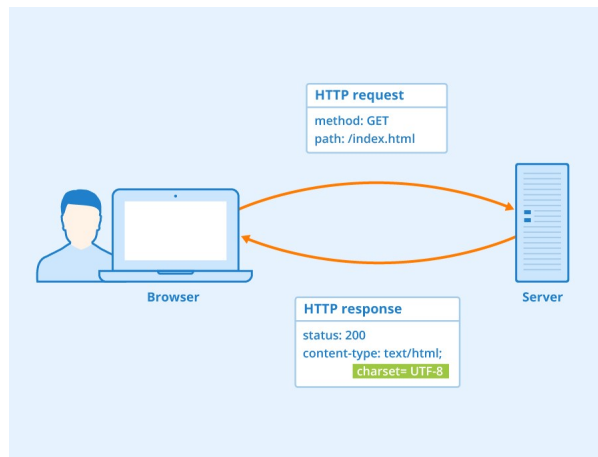 HTTP request
method: GET
path: /index.html
Browser
Server
HTTP response
status: 200
content-type: text/html;
charset= UTF-8